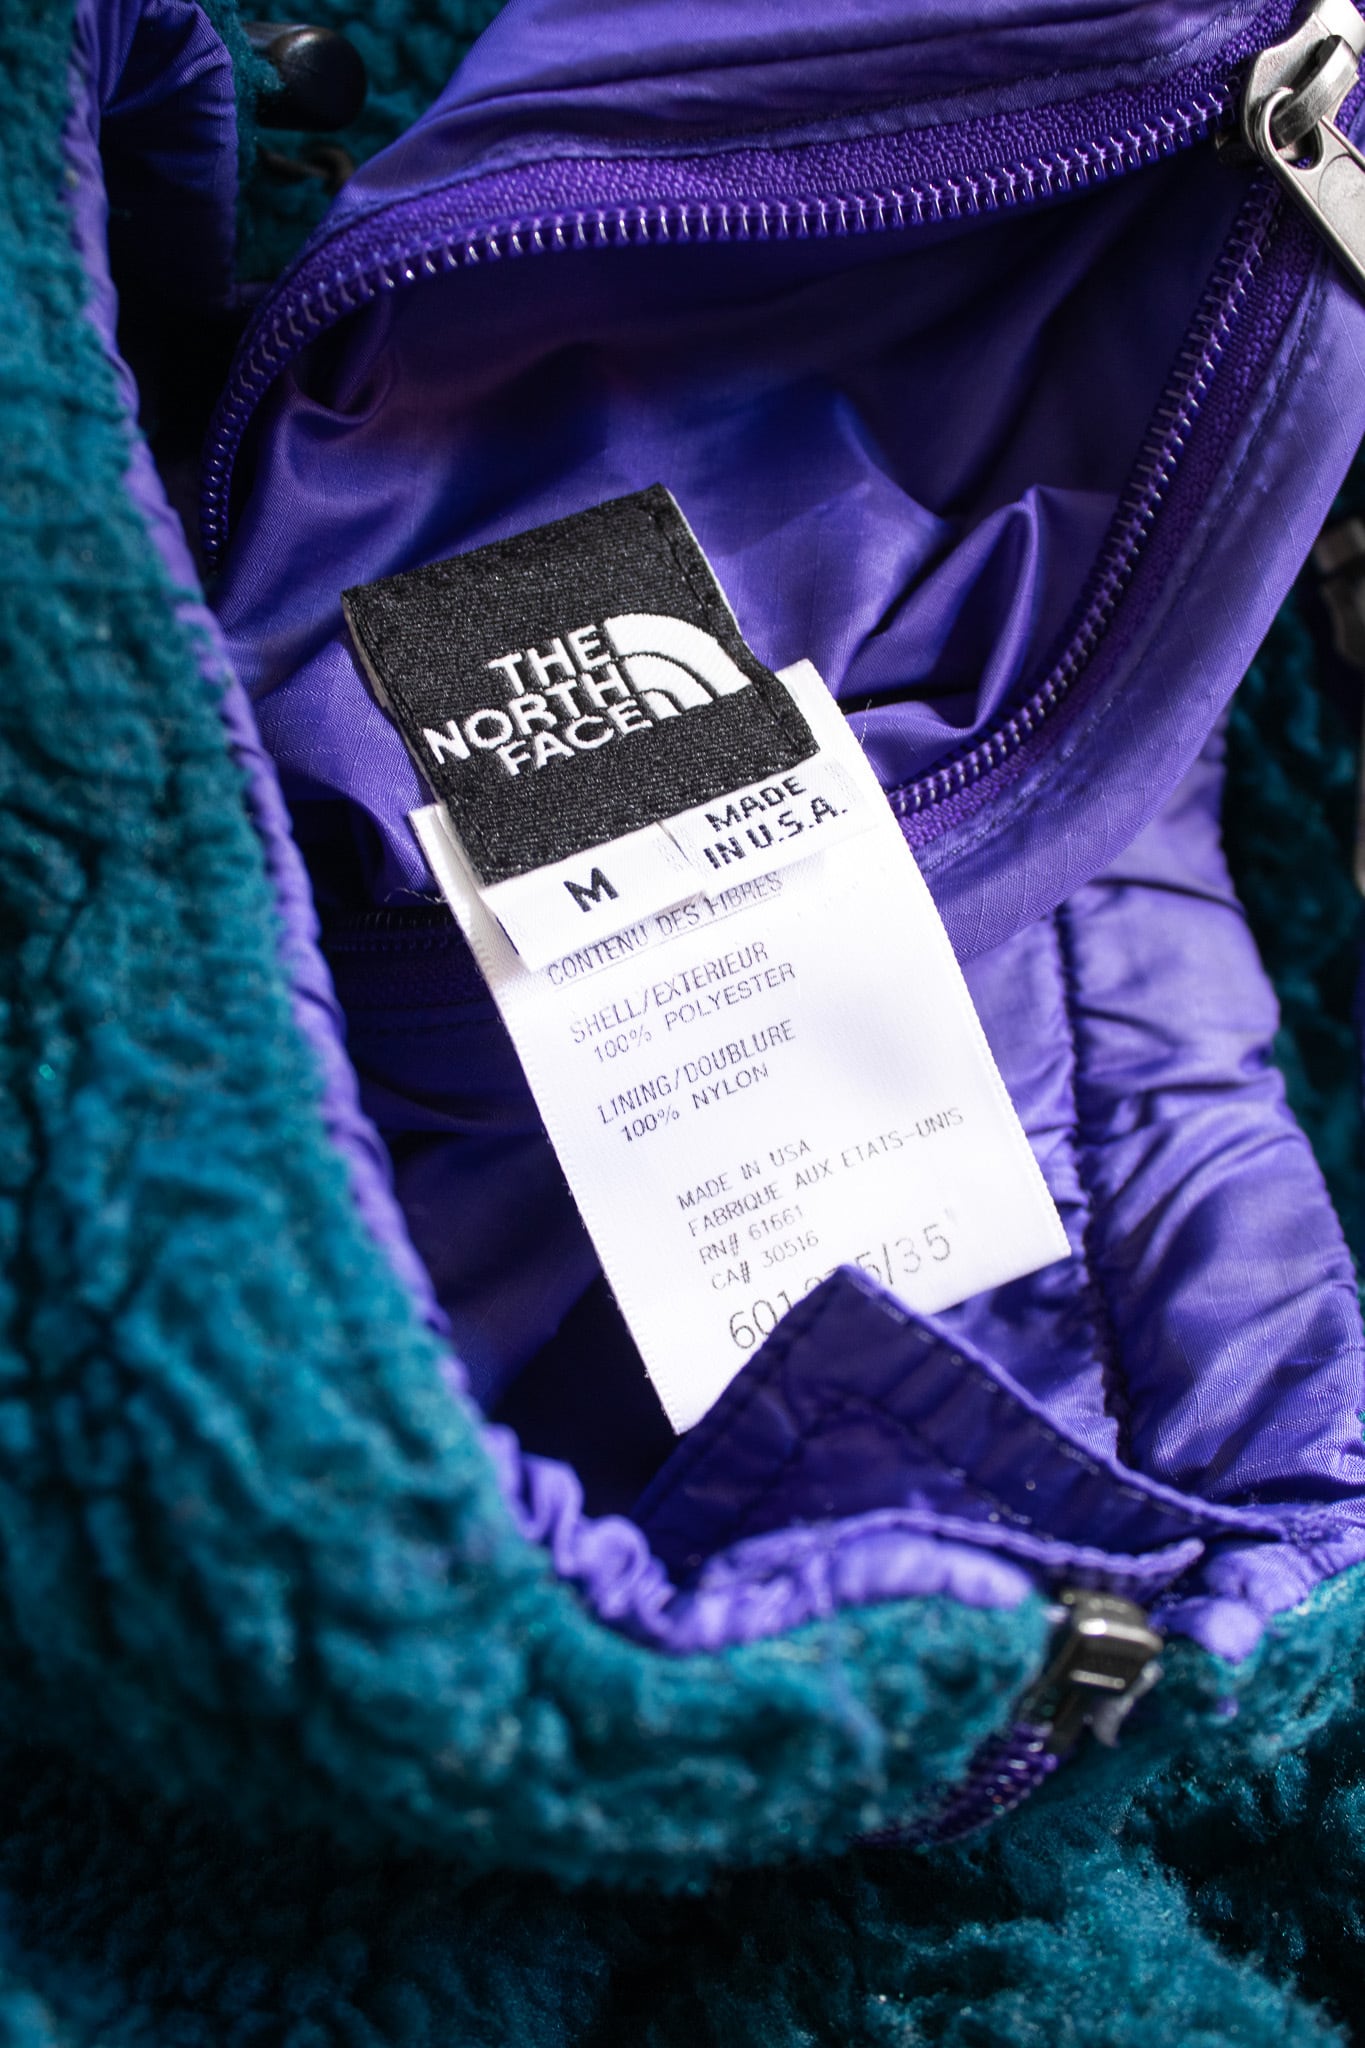 THE
NORTH
FACE
M
MADE
IN U.S.A.
CONTENU DES FIBRES
SHELL/EXTERIEUR
100% POLYESTER
LINING/DOUBLURE
100% NYLON
MADE IN USA
FABRIQUE AUX ETATS-UNIS
RN# 61661
CA# 30516